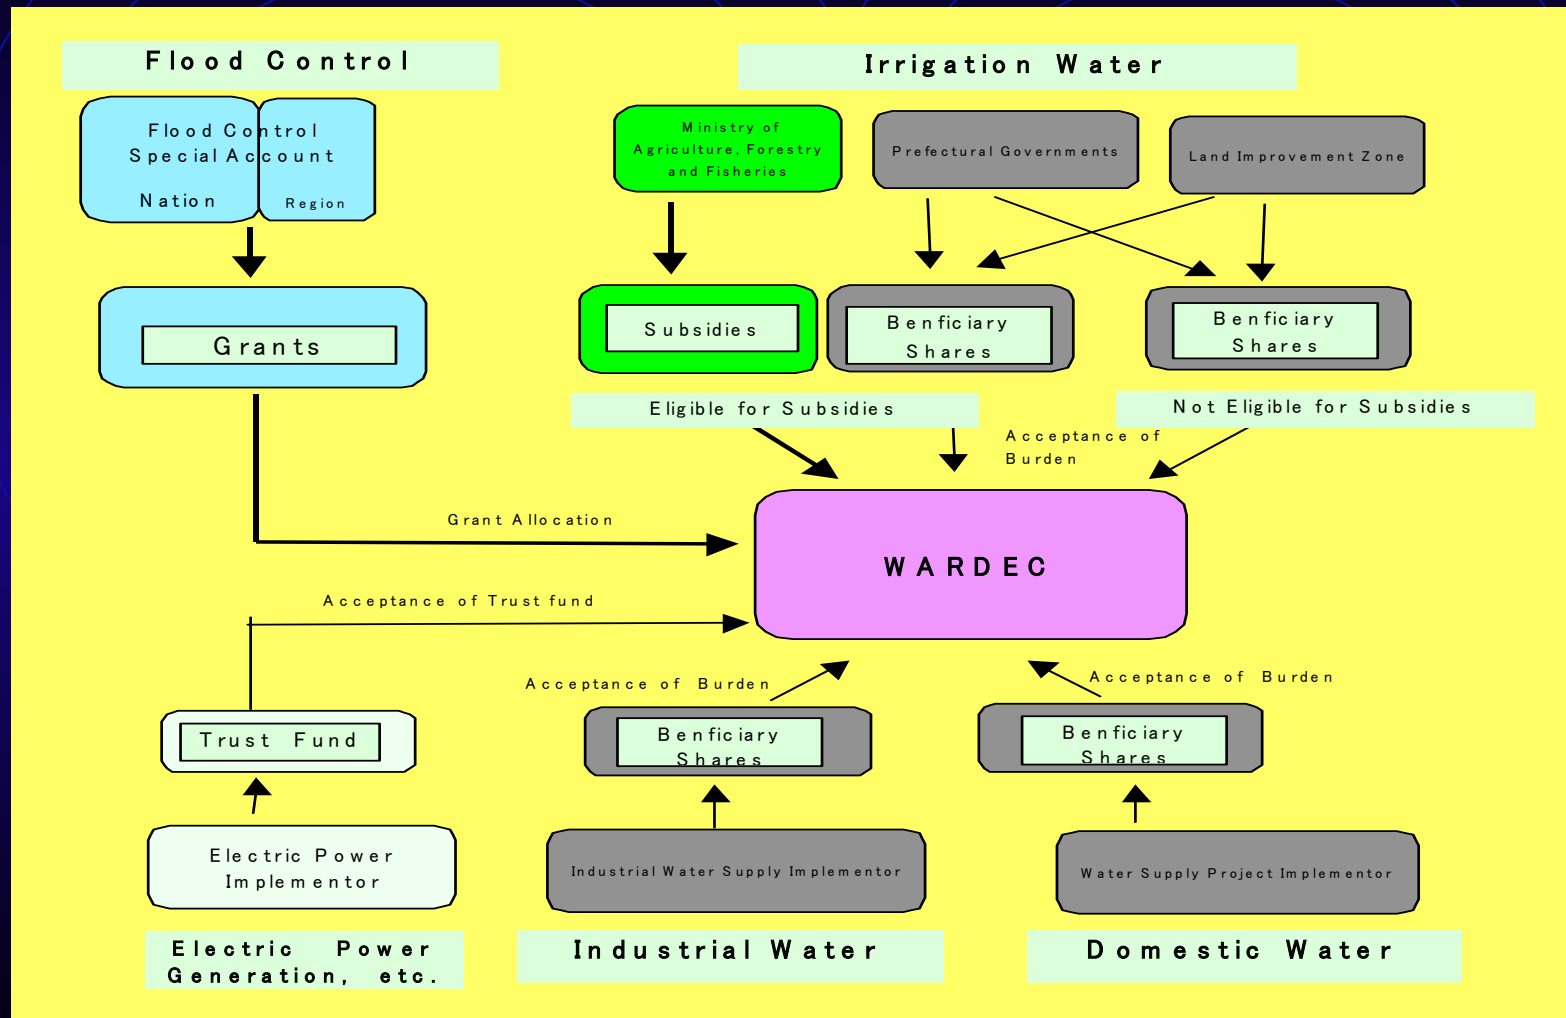 Flood Control
Irrigation Water
Flood Control
Special Account
Nation
Region
Ministry of
Agriculture, Forestry
and Fisheries
Prefectural Governments
Land Improvement Zone
Grants
Subsidies
Benficiary
Shares
Benficiary
Shares
Eligible for Subsidies
Not Eligible for Subsidies
Acceptance of
Burden
Grant Allocation
WARDEC
Acceptance of Trust fund
Acceptance of Burden
Acceptance of Burden
Trust Fund
Benficiary
Shares
Benficiary
Shares
Electric Power
Implementor
Industrial Water Supply Implementor
Water Supply Project Implementor
Electric Power
Generation, etc.
Industrial Water
Domestic Water